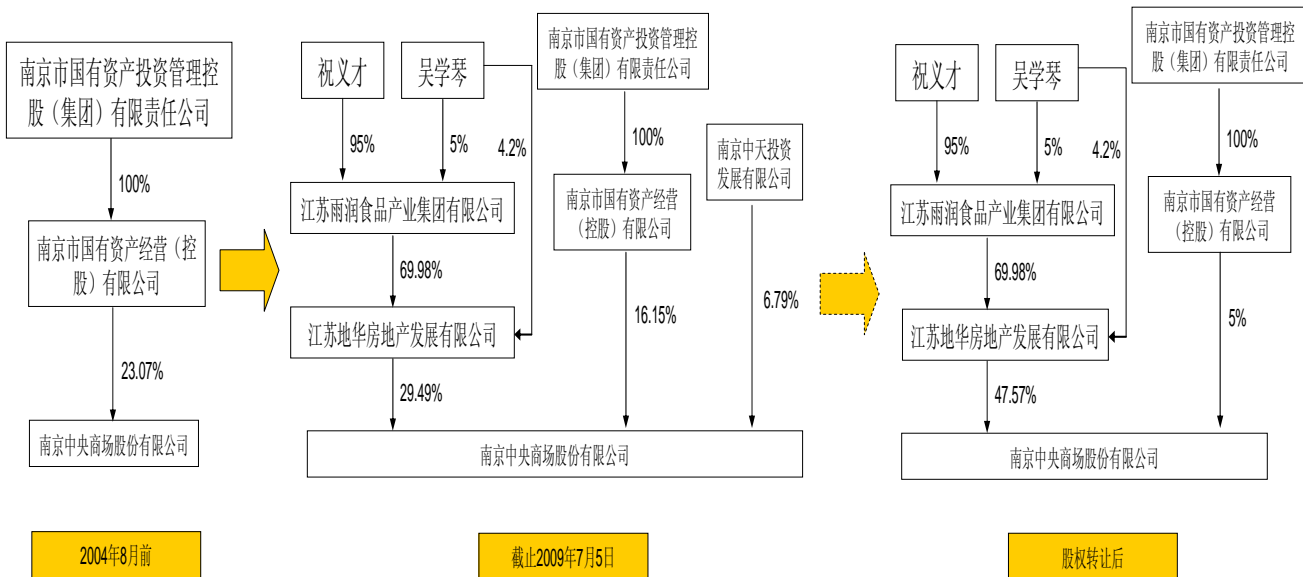 南京市国有资产投资管理控
股（集团）有限责任公司
100%
南京市国有资产经营（控
股）有限公司
23.07%
南京中央商场股份有限公司
2004年8月前
祝义才
吴学琴
南京市国有资产投资管理控
股（集团）有限责任公司
95%
5%
4.2%
100%
南京中天投资
发展有限公司
江苏雨润食品产业集团有限公司
南京市国有资产经营
（控股）有限公司
69.98%
16.15%
6.79%
江苏地华房地产发展有限公司
29.49%
南京中央商场股份有限公司
截止2009年7月5日
祝义才
吴学琴
南京市国有资产投资管理控
股（集团）有限责任公司
95%
5%
4.2%
100%
江苏雨润食品产业集团有限公司
南京市国有资产经营
（控股）有限公司
69.98%
5%
江苏地华房地产发展有限公司
47.57%
南京中央商场股份有限公司
股权转让后